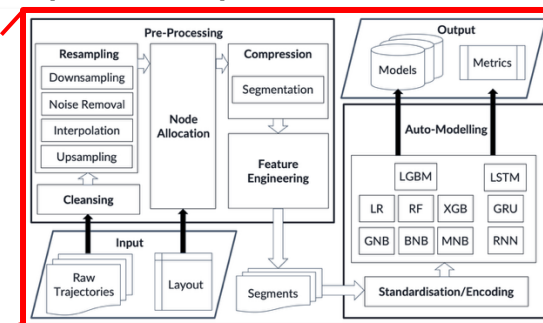 Pre-Processing
Resampling
Downsampling
Noise Removal
Interpolation
Upsampling
Cleansing
Node
Allocation
Compression
Segmentation
Feature
Engineering
Input
Raw
Trajectories
Layout
Segments
Output
Models
Metrics
Auto-Modelling
LGBM
LSTM
LR
RF
XGB
GRU
GNB
BNB
MNB
RNN
Standardisation/Encoding